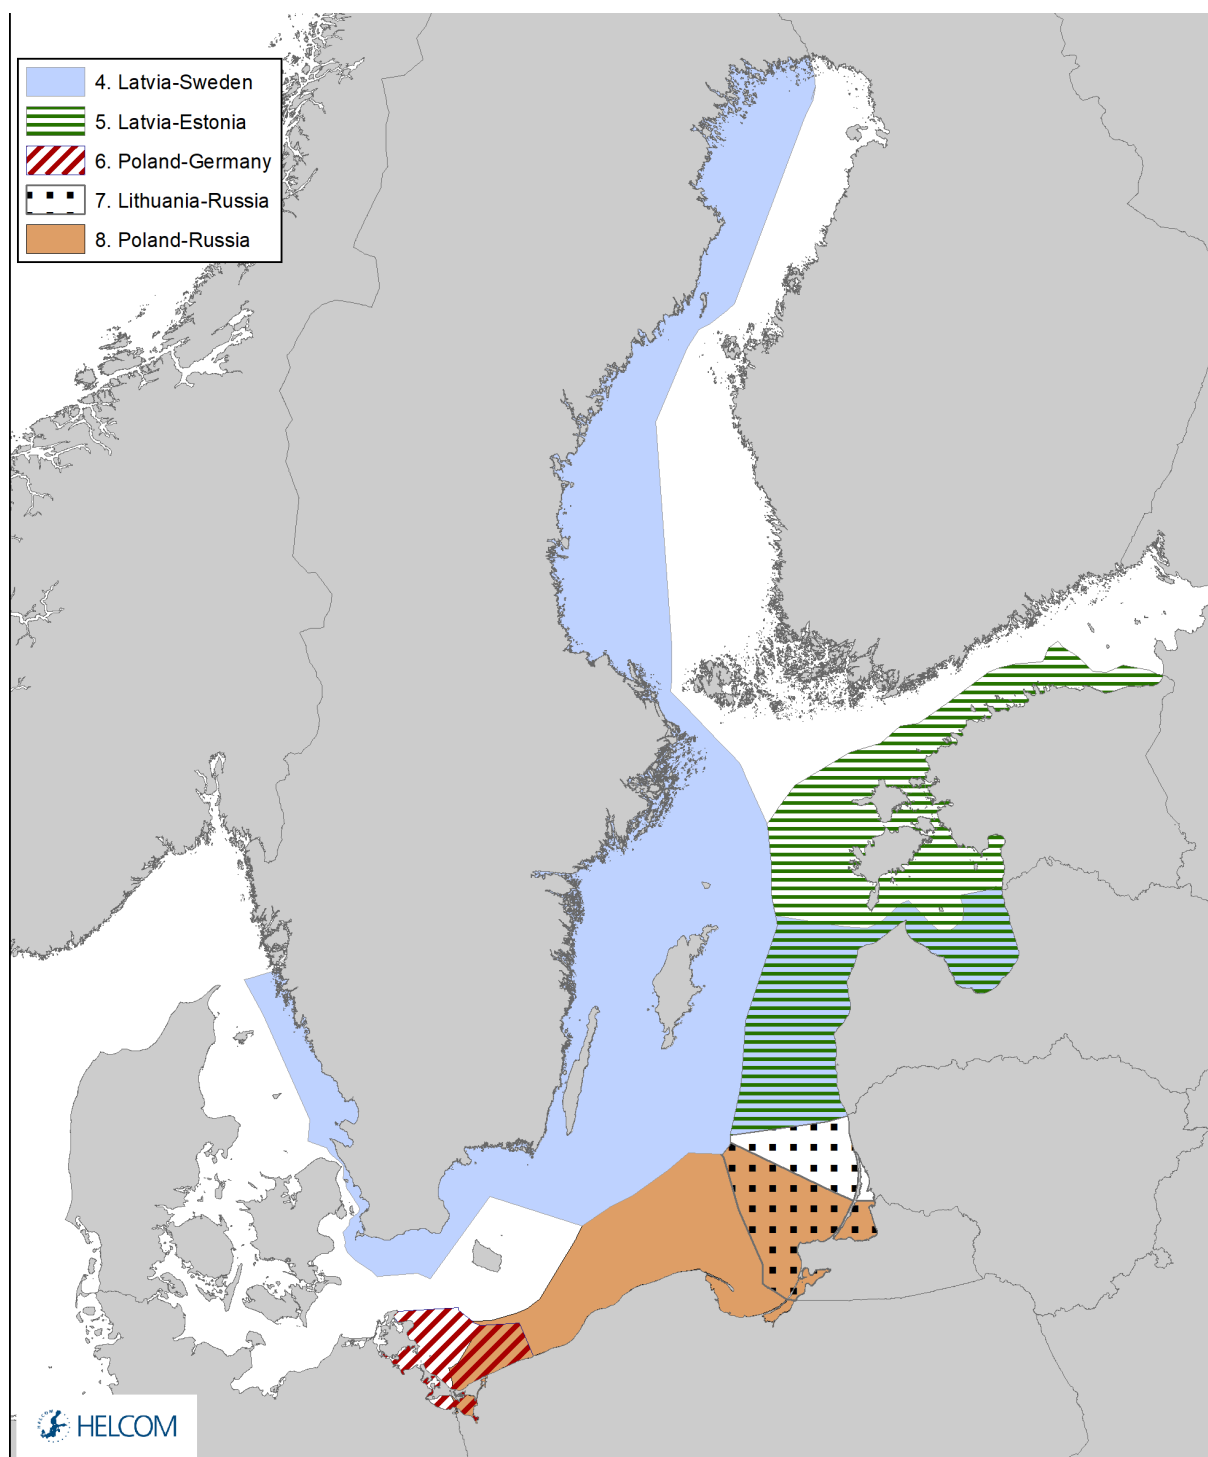 4. Latvia-Sweden
5. Latvia-Estonia
6. Poland-Germany
7. Lithuania-Russia
8. Poland-Russia
HELCOM